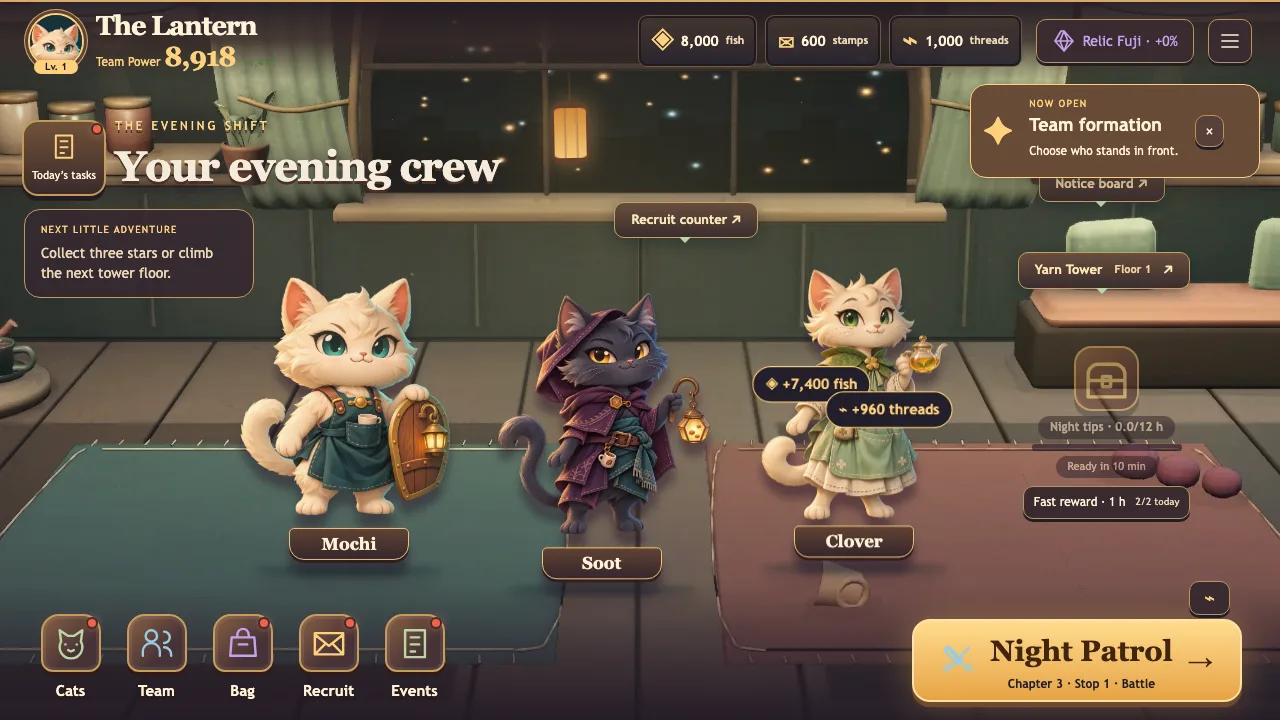 The Lantern
Team Power 8,918
Lv. 1
8,000 fish
600 stamps
1,000 threads
Relic Fuji · +0%
NOW OPEN
Team formation
Choose who stands in front.
×
Today's tasks
THE EVENING SHIFT
Your evening crew
NEXT LITTLE ADVENTURE
Collect three stars or climb
the next tower floor.
Recruit counter ↗
Notice board ↗
Yarn Tower Floor 1 ↗
+7,400 fish
+960 threads
Night tips · 0.0/12 h
Ready in 10 min
Fast reward · 1 h 2/2 today
Mochi
Soot
Clover
Cats
Team
Bag
Recruit
Events
Night Patrol →
Chapter 3 · Stop 1 · Battle